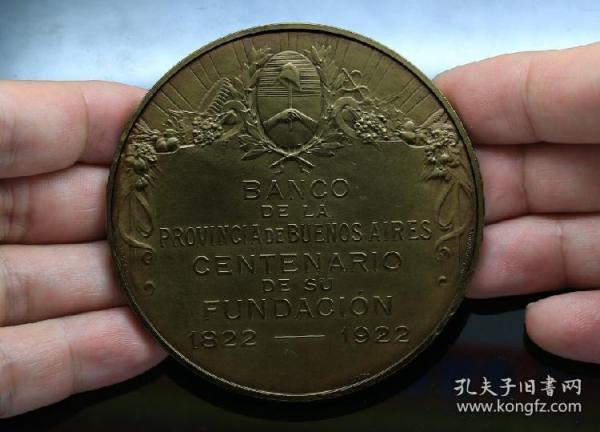 BANCO
DE LA
PROVINCIA DE BUENOS AIRES
CENTENARIO
DE SU
FUNDACIÓN
1822 — 1922
孔夫子旧书网
www.kongfz.com